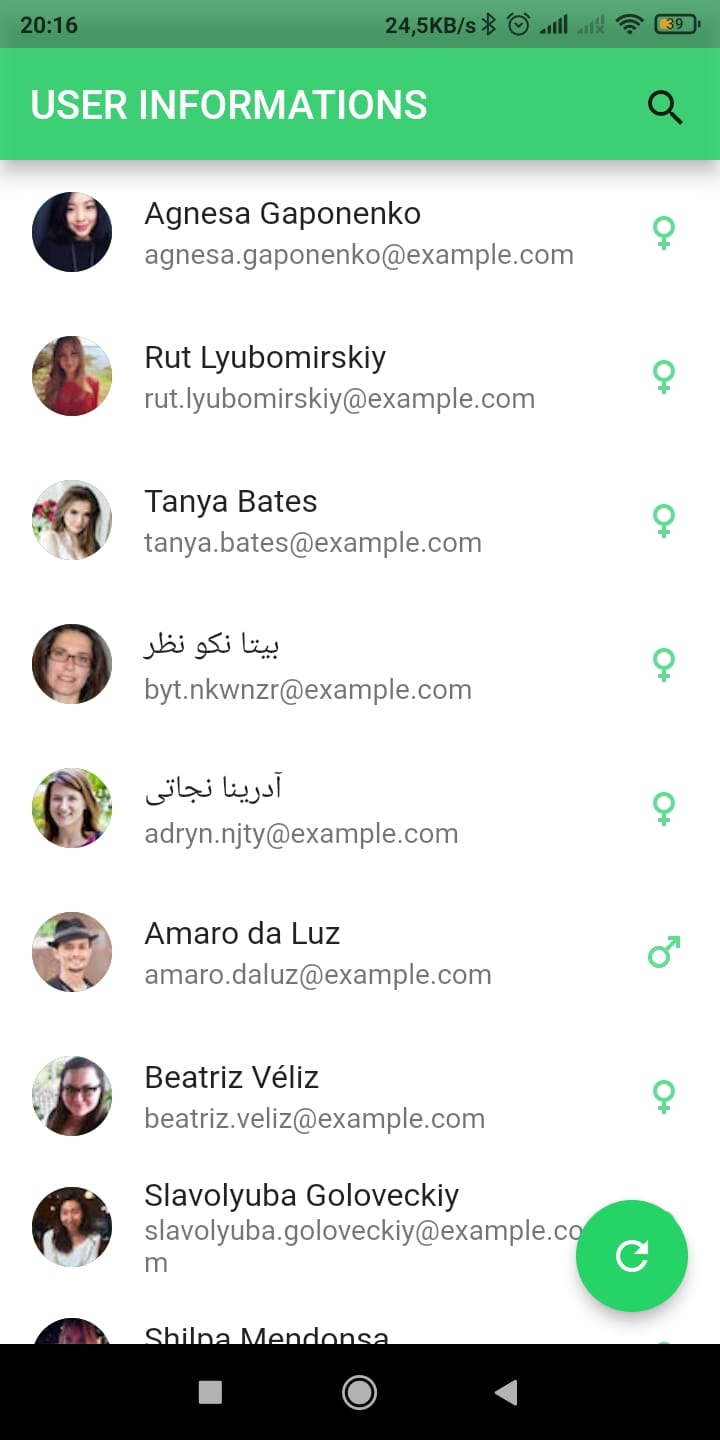 20:16
24,5KB/s
39
USER INFORMATIONS
Agnesa Gaponenko
agnesa.gaponenko@example.com
Rut Lyubomirskiy
rut.lyubomirskiy@example.com
Tanya Bates
tanya.bates@example.com
بیتا نکو نظر
byt.nkwnzr@example.com
آدرینا نجاتی
adryn.njty@example.com
Amaro da Luz
amaro.daluz@example.com
Beatriz Véliz
beatriz.veliz@example.com
Slavolyuba Goloveckiy
slavolyuba.goloveckiy@example.co
m
Shilpa Mendonsa